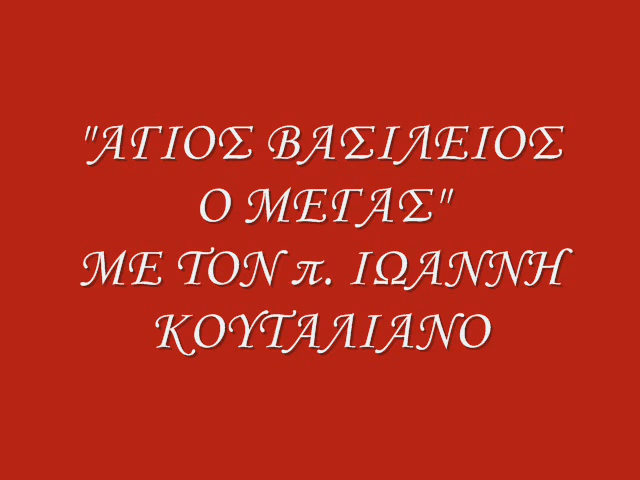 "ΑΓΙΟΣ ΒΑΣΙΛΕΙΟΣ
Ο ΜΕΓΑΣ"
ΜΕ ΤΟΝ π. ΙΩΑΝΝΗ
ΚΟΥΤΑΛΙΑΝΟ